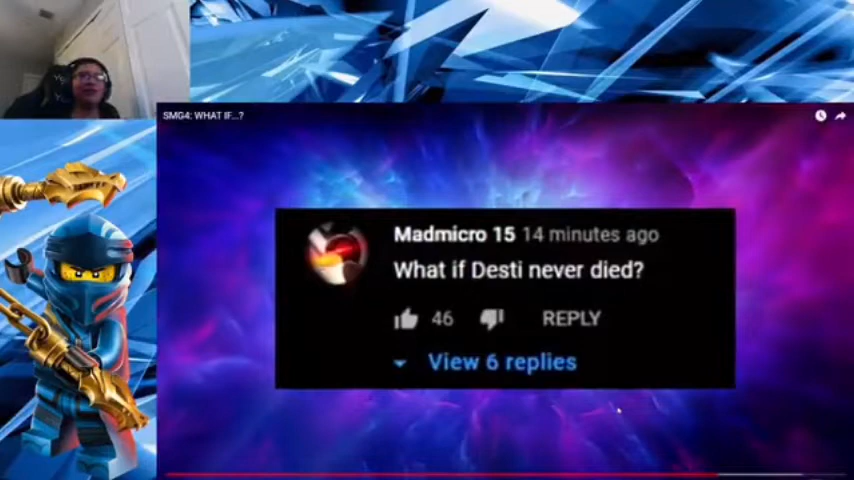 SMG4: WHAT IF...?
Madmicro 15 14 minutes ago
What if Desti never died?
46 REPLY
View 6 replies